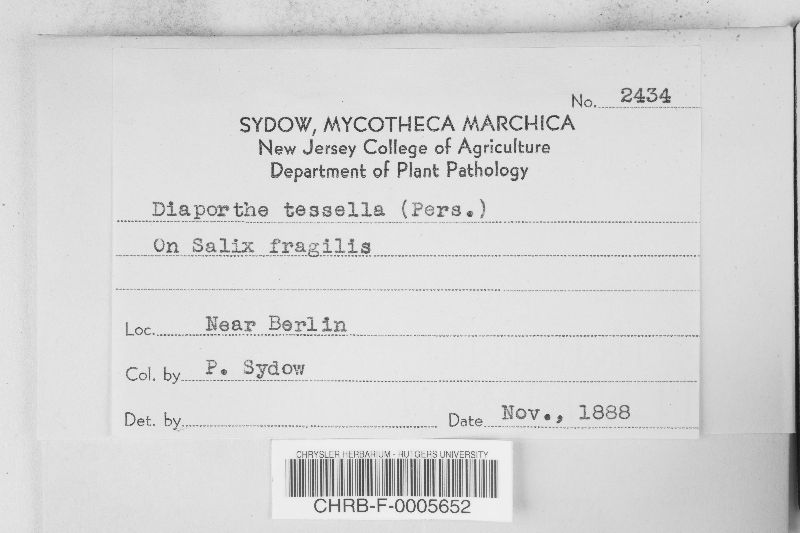 No. 2434
SYDOW, MYCOTHECA MARCHICA
New Jersey College of Agriculture
Department of Plant Pathology
Diaporthe tessella (Pers.)
On Salix fragilis
Loc. Near Berlin
Col. by P. Sydow
Det. by
Date Nov., 1888
CHRYSLER HERBARIUM - RUTGERS UNIVERSITY
CHRB-F-0005652